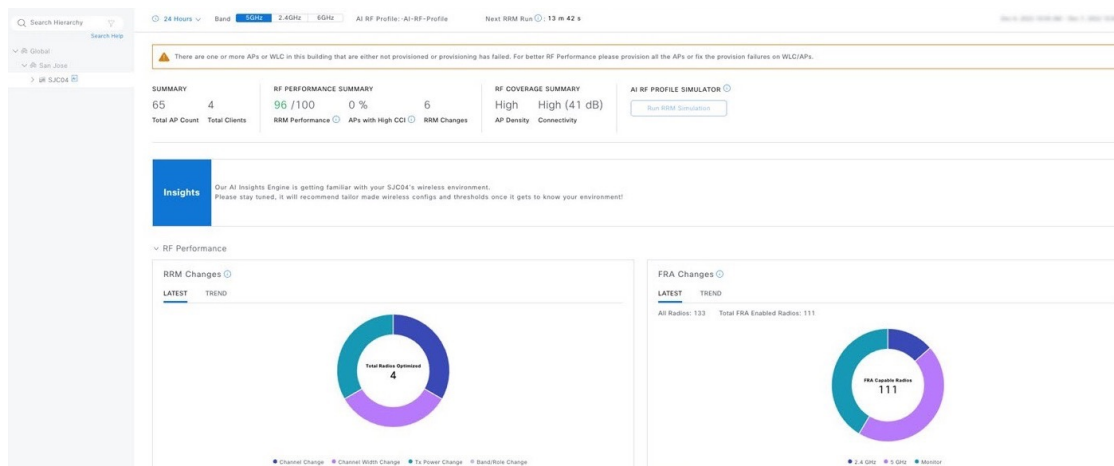 Search Hierarchy
Search Help
Global
San Jose
SJC04
24 Hours Band 5GHz 2.4GHz 6GHz AI RF Profile: -AI-RF-Profile Next RRM Run : 13 m 42 s
There are one or more APs or WLC in this building that are either not provisioned or provisioning has failed. For better RF Performance please provision all the APs or fix the provision failures on WLC/APs.
SUMMARY
65 4
Total AP Count Total Clients
RF PERFORMANCE SUMMARY
96 /100 0 % 6
RRM Performance APs with High CCI RRM Changes
RF COVERAGE SUMMARY
High High (41 dB)
AP Density Connectivity
AI RF PROFILE SIMULATOR
Run RRM Simulation
Insights
Our AI Insights Engine is getting familiar with your SJC04's wireless environment.
Please stay tuned, it will recommend tailor made wireless configs and thresholds once it gets to know your environment!
RF Performance
RRM Changes
LATEST TREND
Total Radios Optimized
4
Channel Change Channel Width Change Tx Power Change Band/Role Change
FRA Changes
LATEST TREND
All Radios: 133 Total FRA Enabled Radios: 111
FRA Capable Radios
111
2.4 GHz 5 GHz Monitor